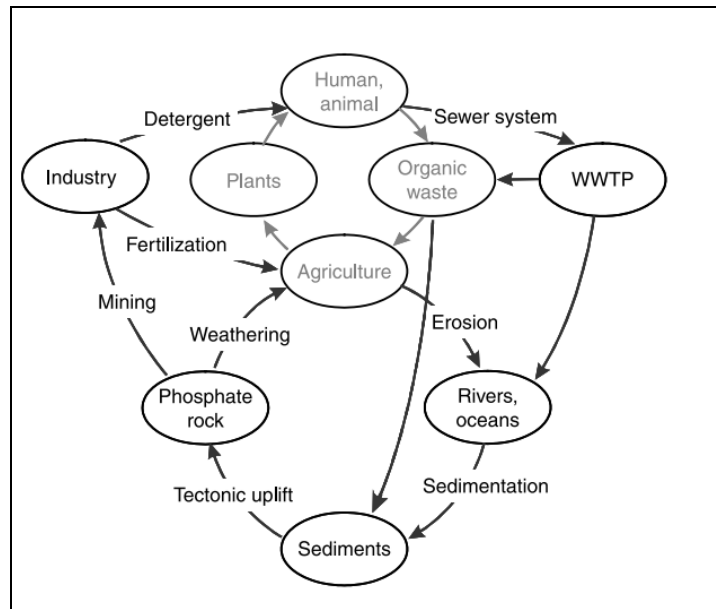 Human,
animal
Detergent
Sewer system
Industry
Plants
Organic
waste
WWTP
Fertilization
Agriculture
Mining
Weathering
Erosion
Phosphate
rock
Rivers,
oceans
Tectonic uplift
Sedimentation
Sediments